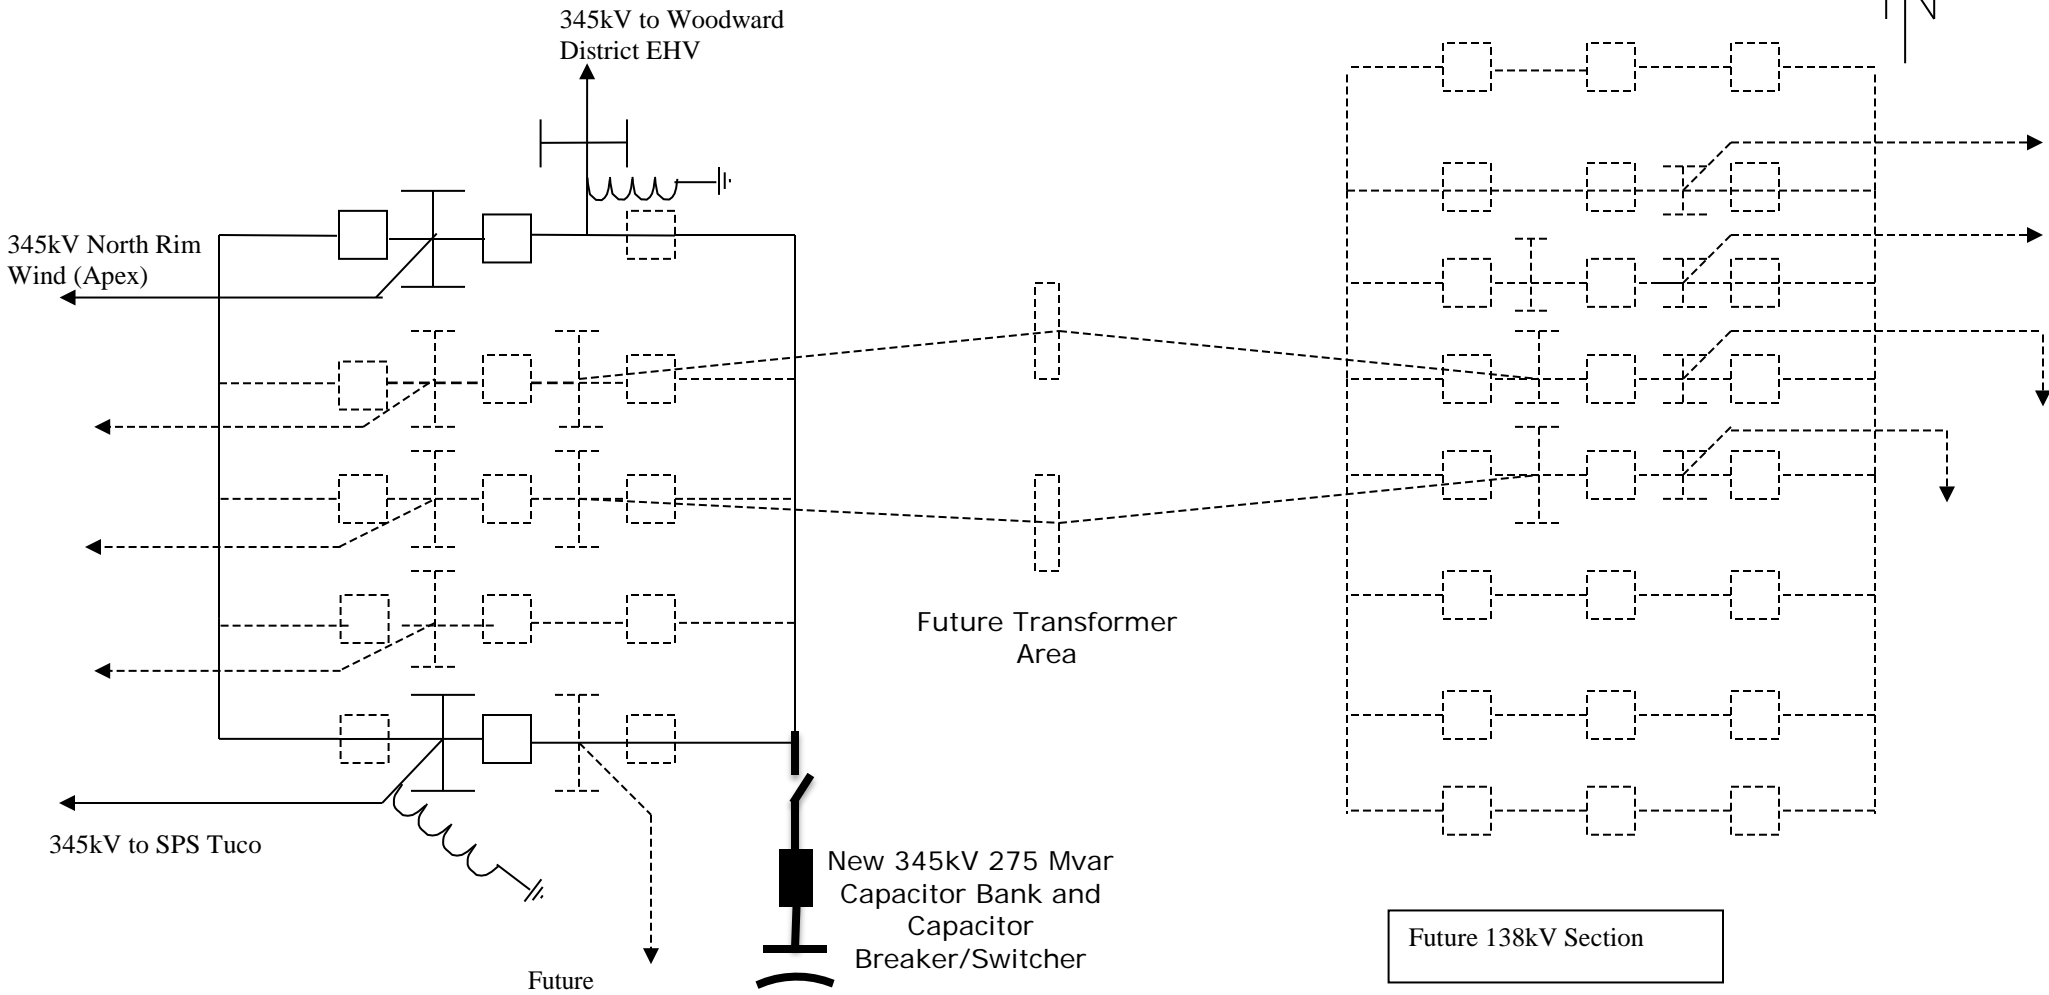 345kV to Woodward
District EHV
N
345kV North Rim
Wind (Apex)
Future Transformer
Area
345kV to SPS Tuco
New 345kV 275 Mvar
Capacitor Bank and
Capacitor
Breaker/Switcher
Future 138kV Section
Future